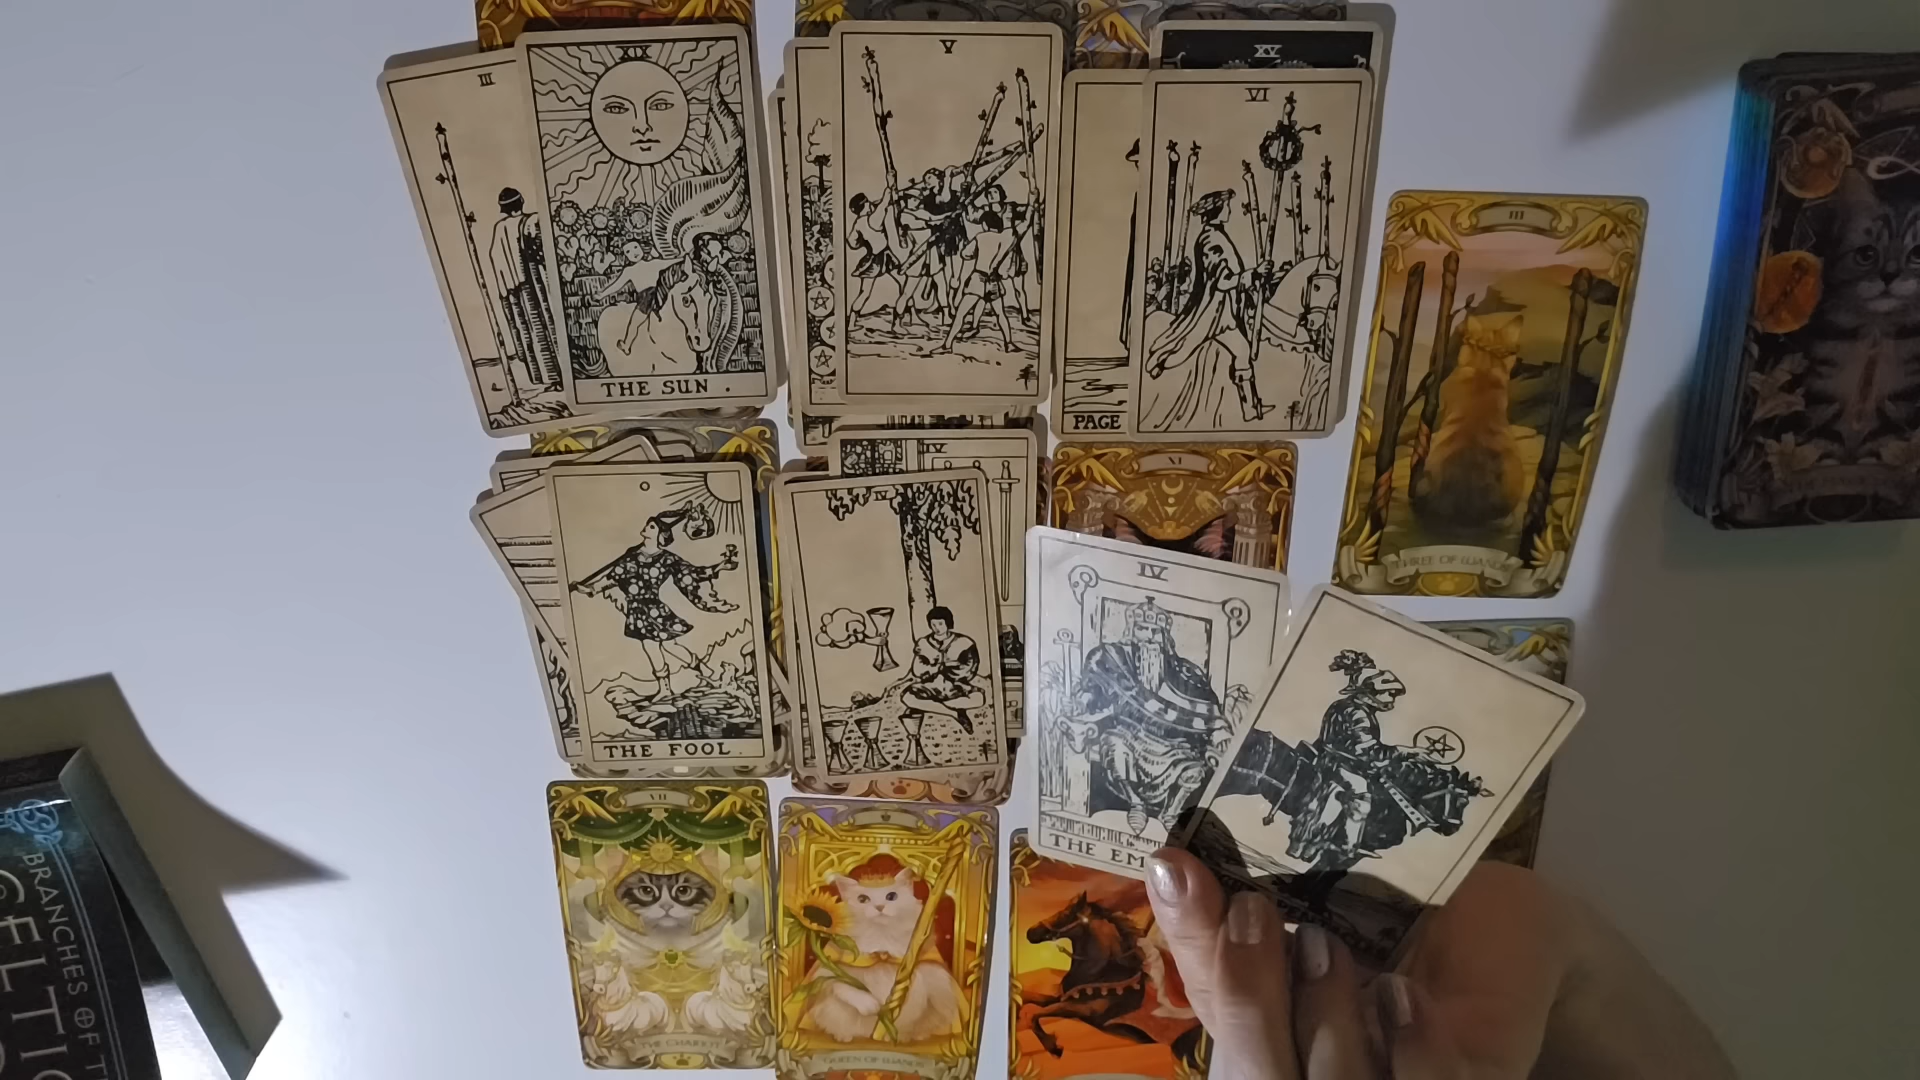 III
XIX
THE SUN.
V
XV
VI
PAGE
III
THREE OF WANDS
IV
IV
THE FOOL.
VI
IV
THE EM
VII
THE CHARIOT
QUEEN OF WANDS
BRANCHES OF T
CELTIC